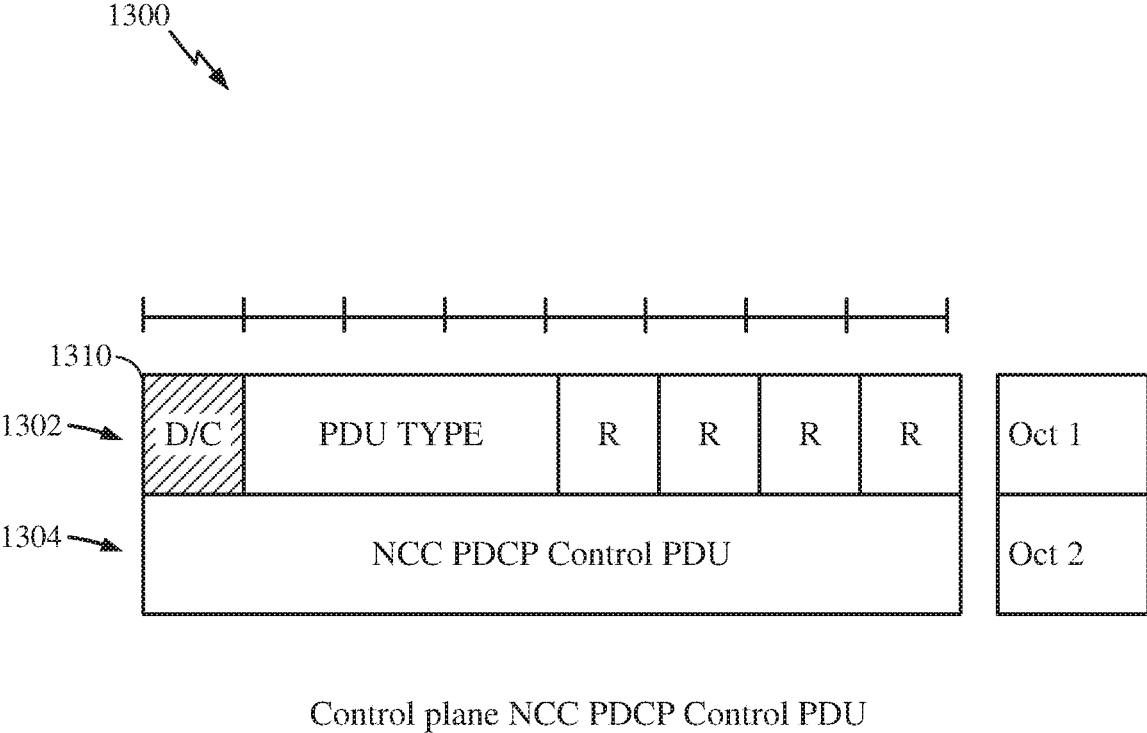 1300
1310
1302
D/C PDU TYPE R R R R Oct 1
1304
NCC PDCP Control PDU Oct 2
Control plane NCC PDCP Control PDU